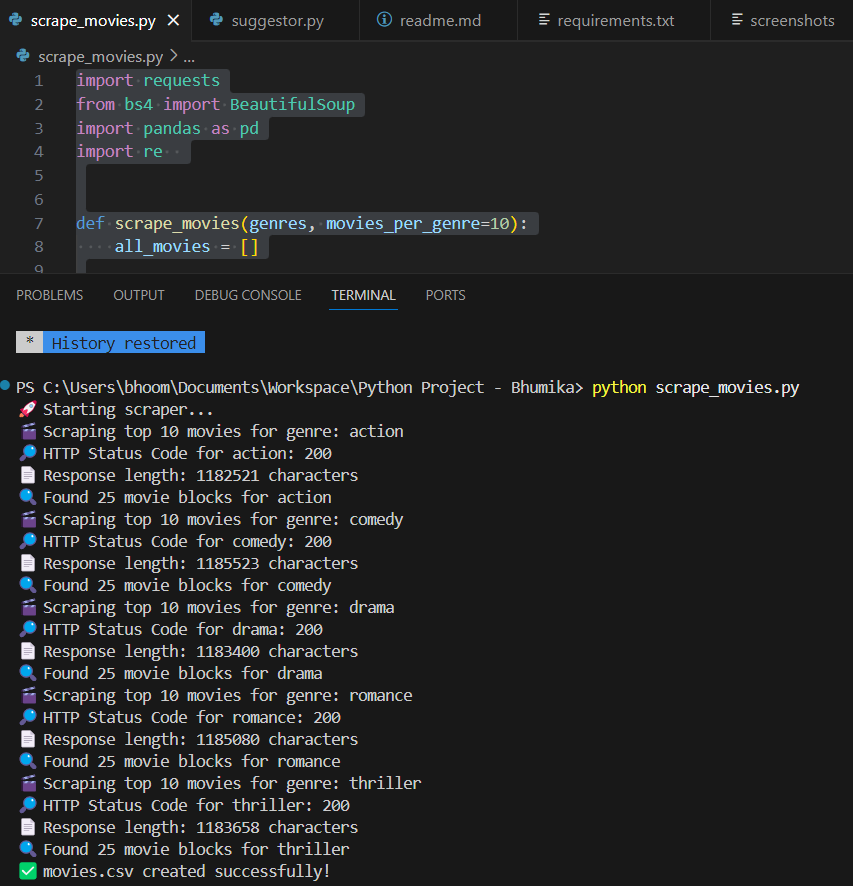 scrape_movies.py × suggestor.py readme.md requirements.txt screenshots
scrape_movies.py > ...
1 import requests
2 from bs4 import BeautifulSoup
3 import pandas as pd
4 import re
5
6
7 def scrape_movies(genres, movies_per_genre=10):
8 all_movies = []
9
PROBLEMS OUTPUT DEBUG CONSOLE TERMINAL PORTS
* History restored
PS C:\Users\bhoom\Documents\Workspace\Python Project - Bhumika> python scrape_movies.py
🚀 Starting scraper...
🎬 Scraping top 10 movies for genre: action
🔎 HTTP Status Code for action: 200
📄 Response length: 1182521 characters
🔍 Found 25 movie blocks for action
🎬 Scraping top 10 movies for genre: comedy
🔎 HTTP Status Code for comedy: 200
📄 Response length: 1185523 characters
🔍 Found 25 movie blocks for comedy
🎬 Scraping top 10 movies for genre: drama
🔎 HTTP Status Code for drama: 200
📄 Response length: 1183400 characters
🔍 Found 25 movie blocks for drama
🎬 Scraping top 10 movies for genre: romance
🔎 HTTP Status Code for romance: 200
📄 Response length: 1185080 characters
🔍 Found 25 movie blocks for romance
🎬 Scraping top 10 movies for genre: thriller
🔎 HTTP Status Code for thriller: 200
📄 Response length: 1183658 characters
🔍 Found 25 movie blocks for thriller
✅ movies.csv created successfully!